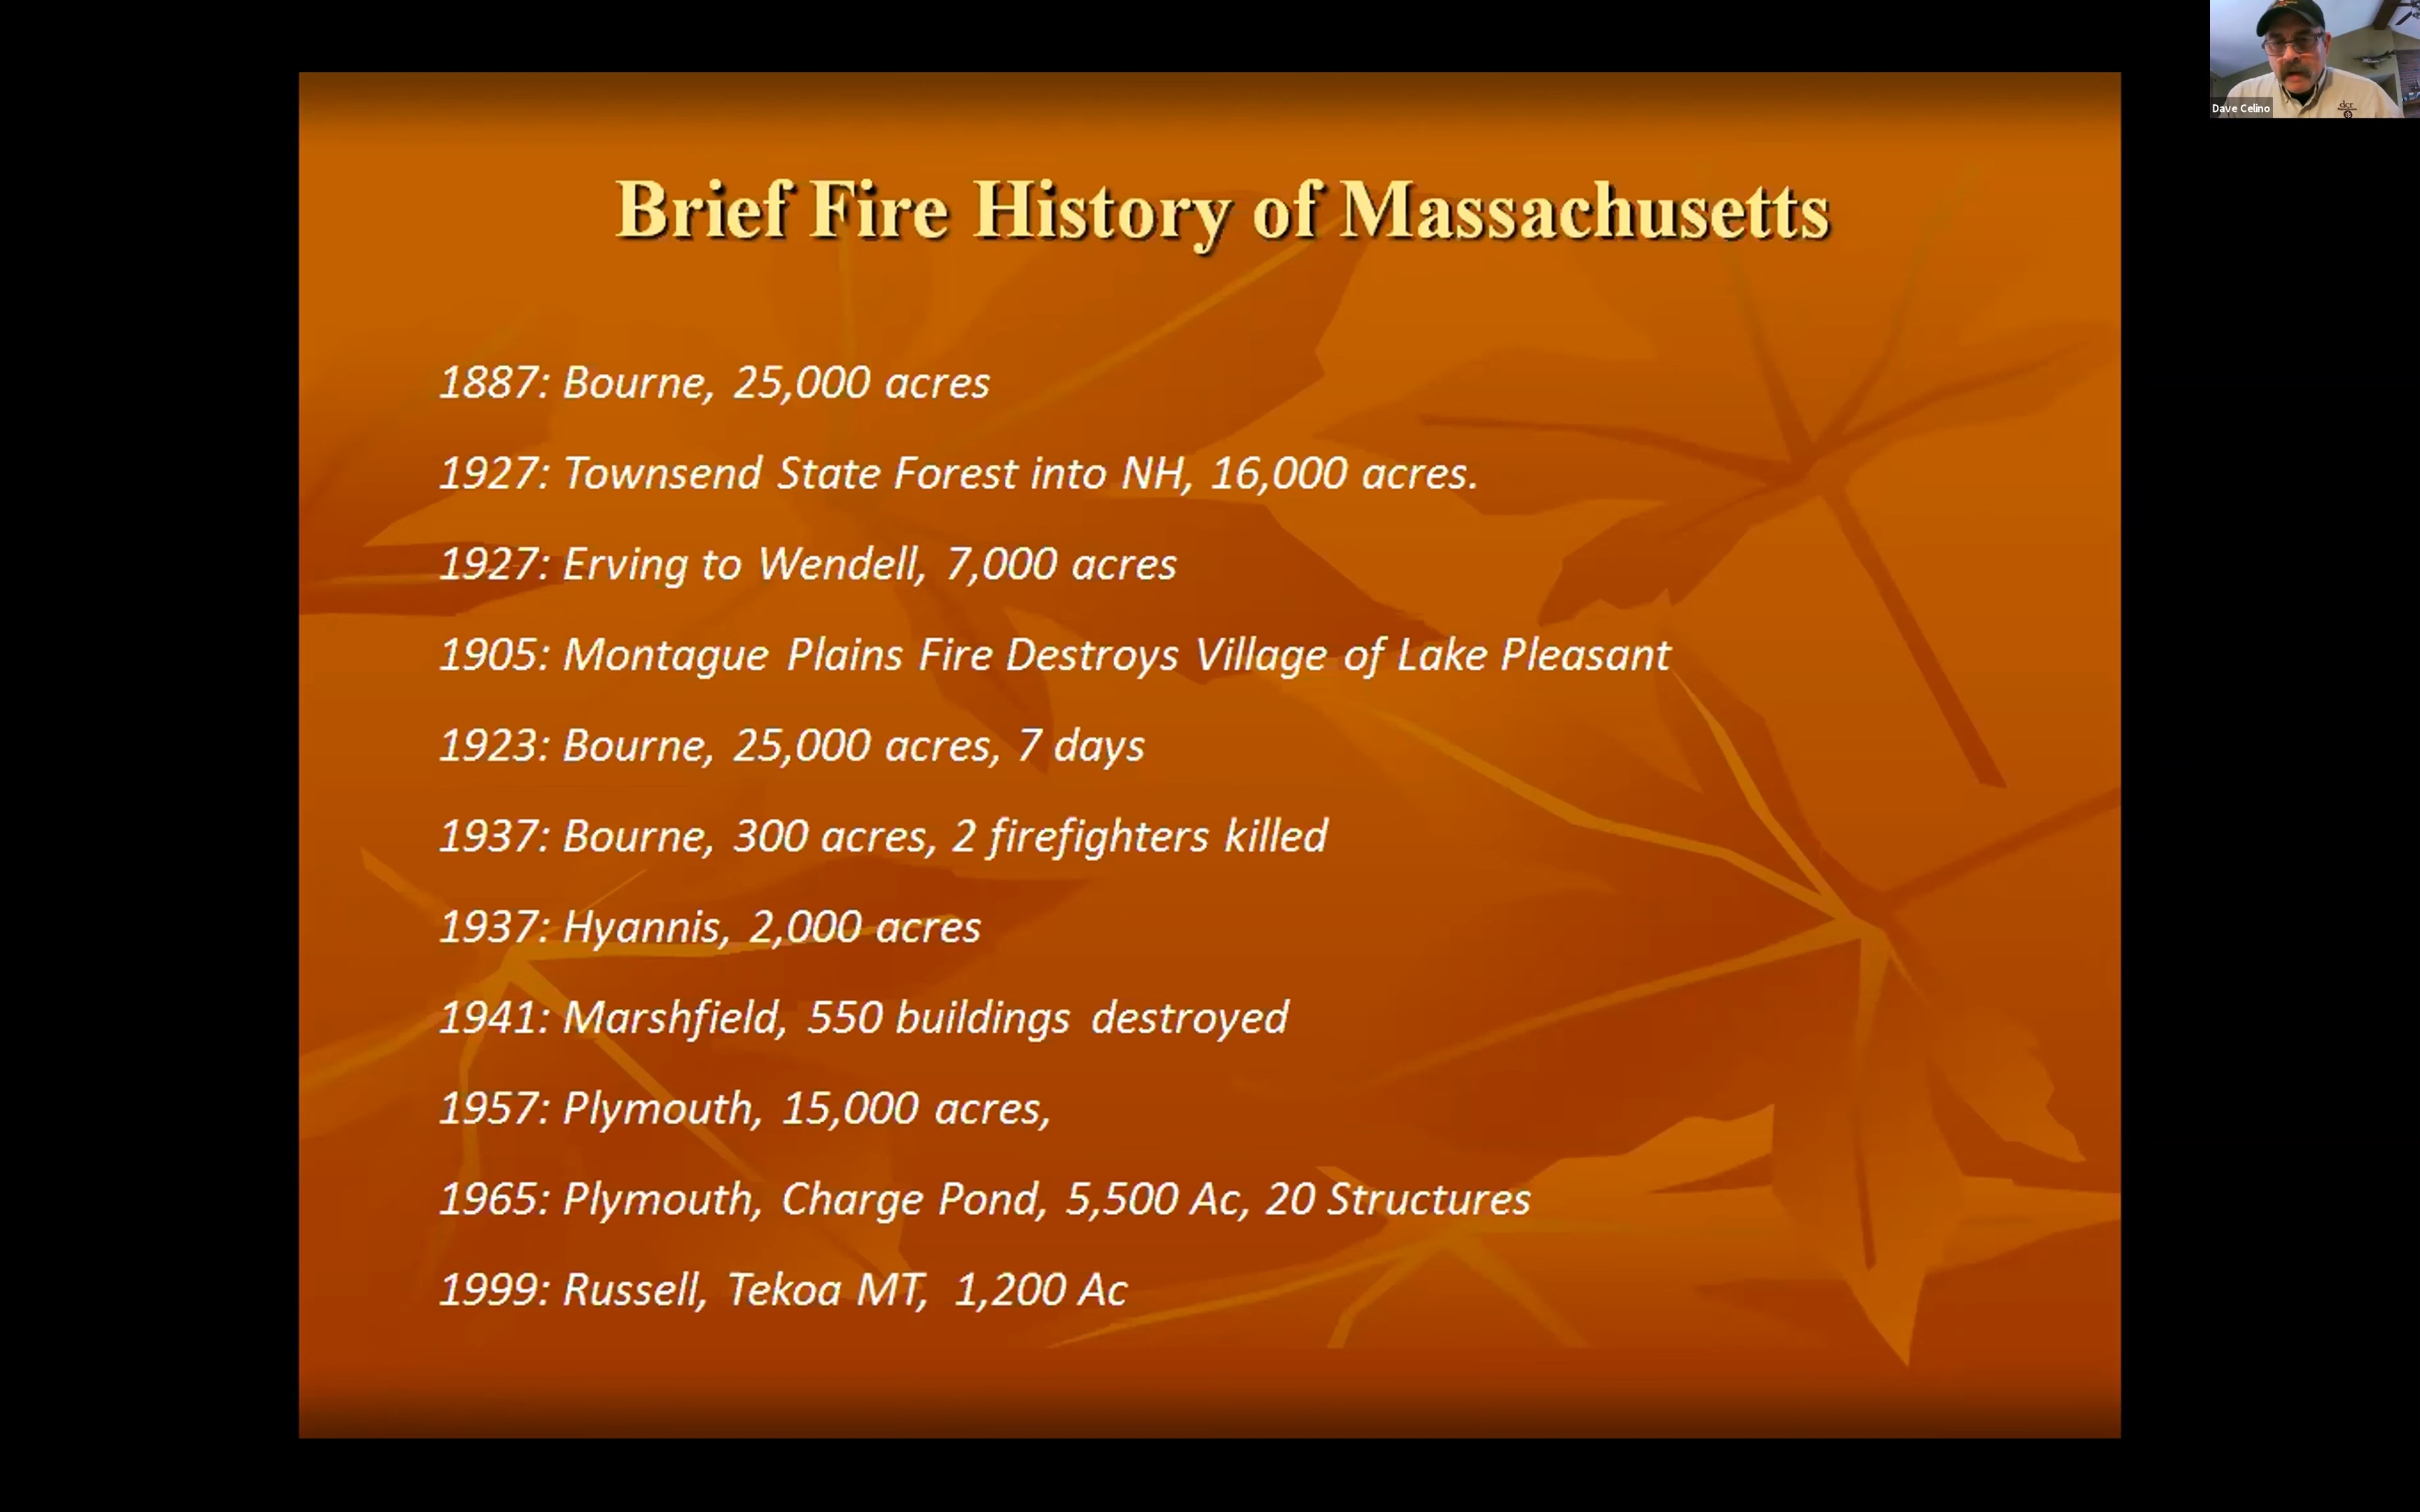 Brief Fire History of Massachusetts
1887: Bourne, 25,000 acres
1927: Townsend State Forest into NH, 16,000 acres.
1927: Erving to Wendell, 7,000 acres
1905: Montague Plains Fire Destroys Village of Lake Pleasant
1923: Bourne, 25,000 acres, 7 days
1937: Bourne, 300 acres, 2 firefighters killed
1937: Hyannis, 2,000 acres
1941: Marshfield, 550 buildings destroyed
1957: Plymouth, 15,000 acres,
1965: Plymouth, Charge Pond, 5,500 Ac, 20 Structures
1999: Russell, Tekoa MT, 1,200 Ac
dcr
Dave Celino